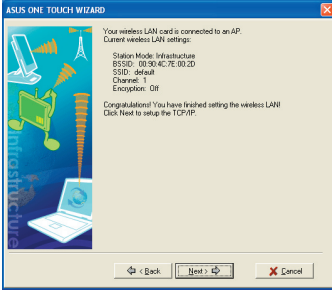 ASUS ONE TOUCH WIZARD
Your wireless LAN card is connected to an AP.
Current wireless LAN settings:
Station Mode: Infrastructure
BSSID: 00:90:4C:7E:00:2D
SSID: default
Channel: 1
Encryption: Off
Congratulations! You have finished setting the wireless LAN!
Click Next to setup the TCP/IP.
infrastructure
< Back
Next >
Cancel